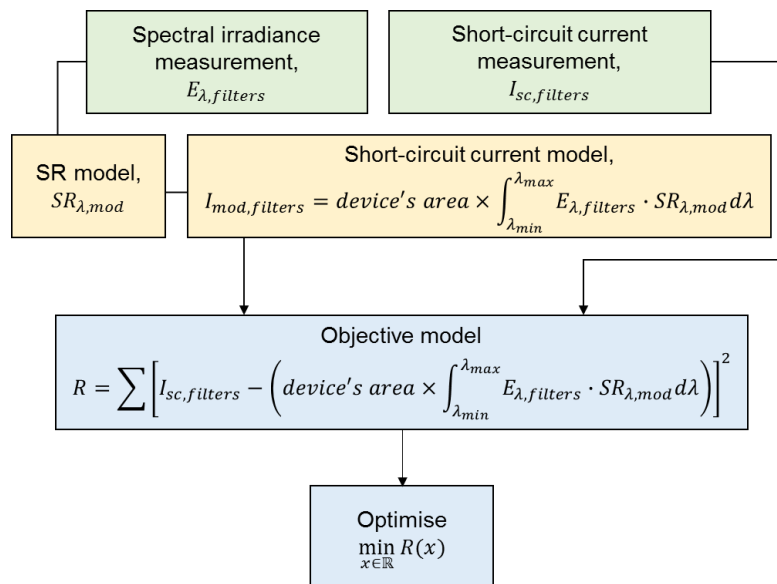 Spectral irradiance
measurement,
E_{λ,filters}
Short-circuit current
measurement,
I_{sc,filters}
SR model,
SR_{λ,mod}
Short-circuit current model,
I_{mod,filters} = device's area × ∫_{λ_{min}}^{λ_{max}} E_{λ,filters} · SR_{λ,mod} dλ
Objective model
R = ∑ [I_{sc,filters} − (device's area × ∫_{λ_{min}}^{λ_{max}} E_{λ,filters} · SR_{λ,mod} dλ)]^2
Optimise
min_{x∈ℝ} R(x)